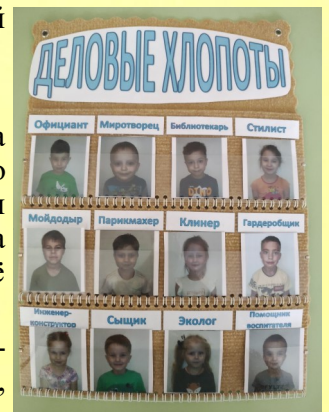 ДЕЛОВЫЕ ХЛОПОТЫ
Официант Миротворец Библиотекарь Стилист
Мойдодыр Парикмахер Клинер Гардеробщик
Инженер-конструктор Сыщик Эколог Помощник воспитателя
й
а
о
и
а
ё
-
,